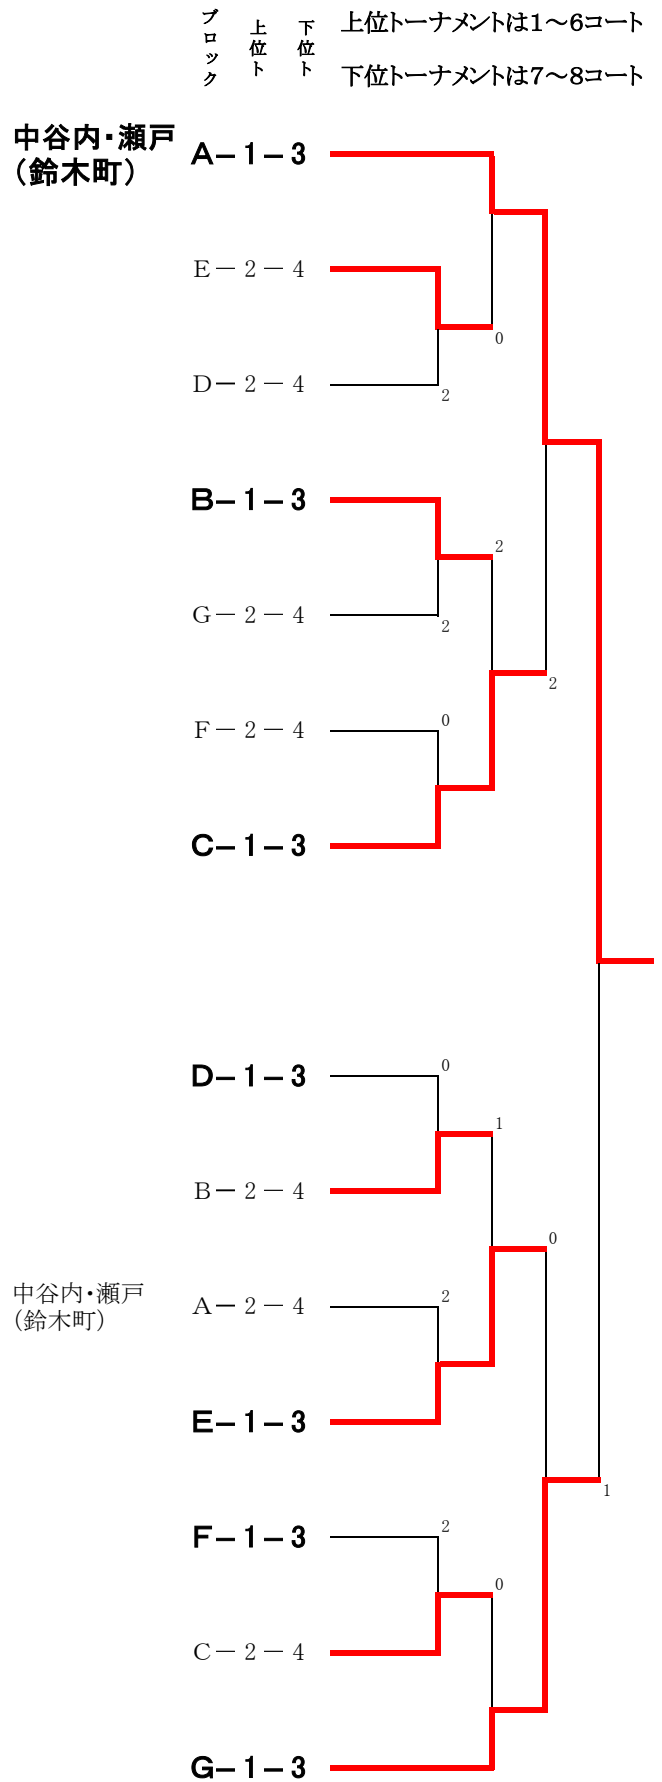 ブロック
上位ト
下位ト
上位トーナメントは1～6コート
下位トーナメントは7～8コート
中谷内・瀬戸
（鈴木町）
A－1－3
E－2－4
0
D－2－4
2
B－1－3
2
G－2－4
2
2
F－2－4
0
C－1－3
D－1－3
0
1
B－2－4
0
中谷内・瀬戸
（鈴木町）
A－2－4
2
E－1－3
1
F－1－3
2
0
C－2－4
G－1－3